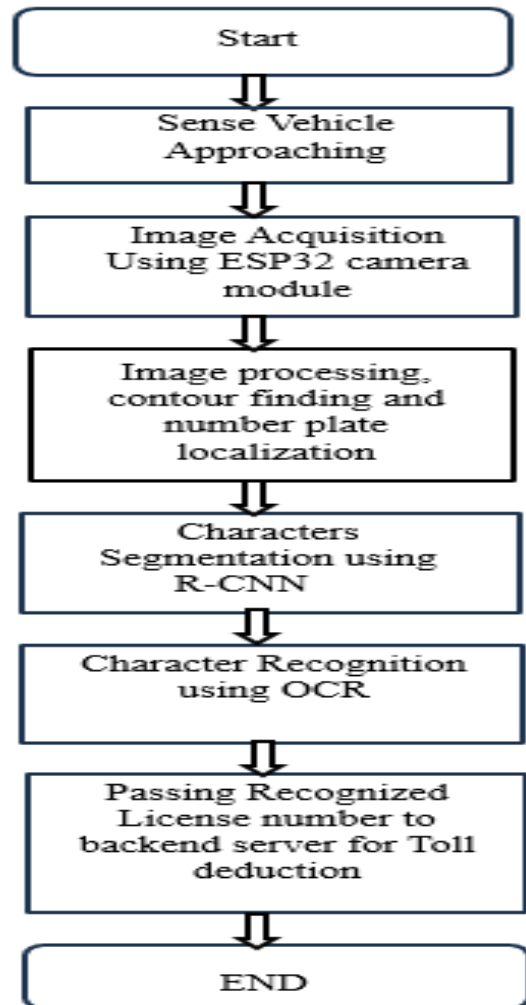 Start
Sense Vehicle
Approaching
Image Acquisition
Using ESP32 camera
module
Image processing,
contour finding and
number plate
localization
Characters
Segmentation using
R-CNN
Character Recognition
using OCR
Passing Recognized
License number to
backend server for Toll
deduction
END